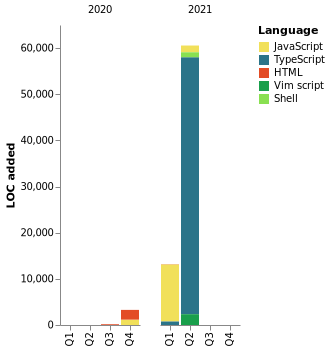 2020
2021
Language
JavaScript
TypeScript
HTML
Vim script
Shell
LOC added
60,000
50,000
40,000
30,000
20,000
10,000
0
Q1
Q2
Q3
Q4
Q1
Q2
Q3
Q4